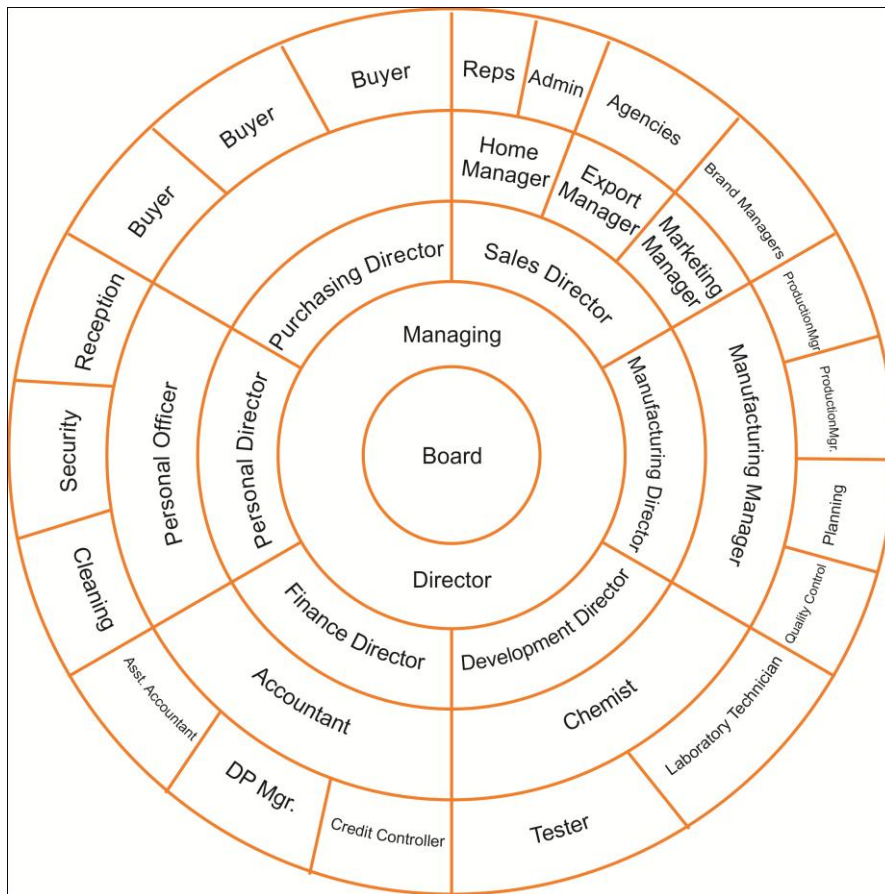 Board
Managing
Director
Purchasing Director
Sales Director
Manufacturing Director
Development Director
Finance Director
Personal Director
Home
Manager
Export
Manager
Marketing
Manager
Manufacturing Manager
Chemist
Accountant
Personal Officer
Buyer
Buyer
Buyer
Reps
Admin
Agencies
Brand Managers
ProductionMgr
ProductionMgr.
Planning
Quality Control
Laboratory Technician
Tester
Credit Controller
DP Mgr.
Asst. Accountant
Cleaning
Security
Reception